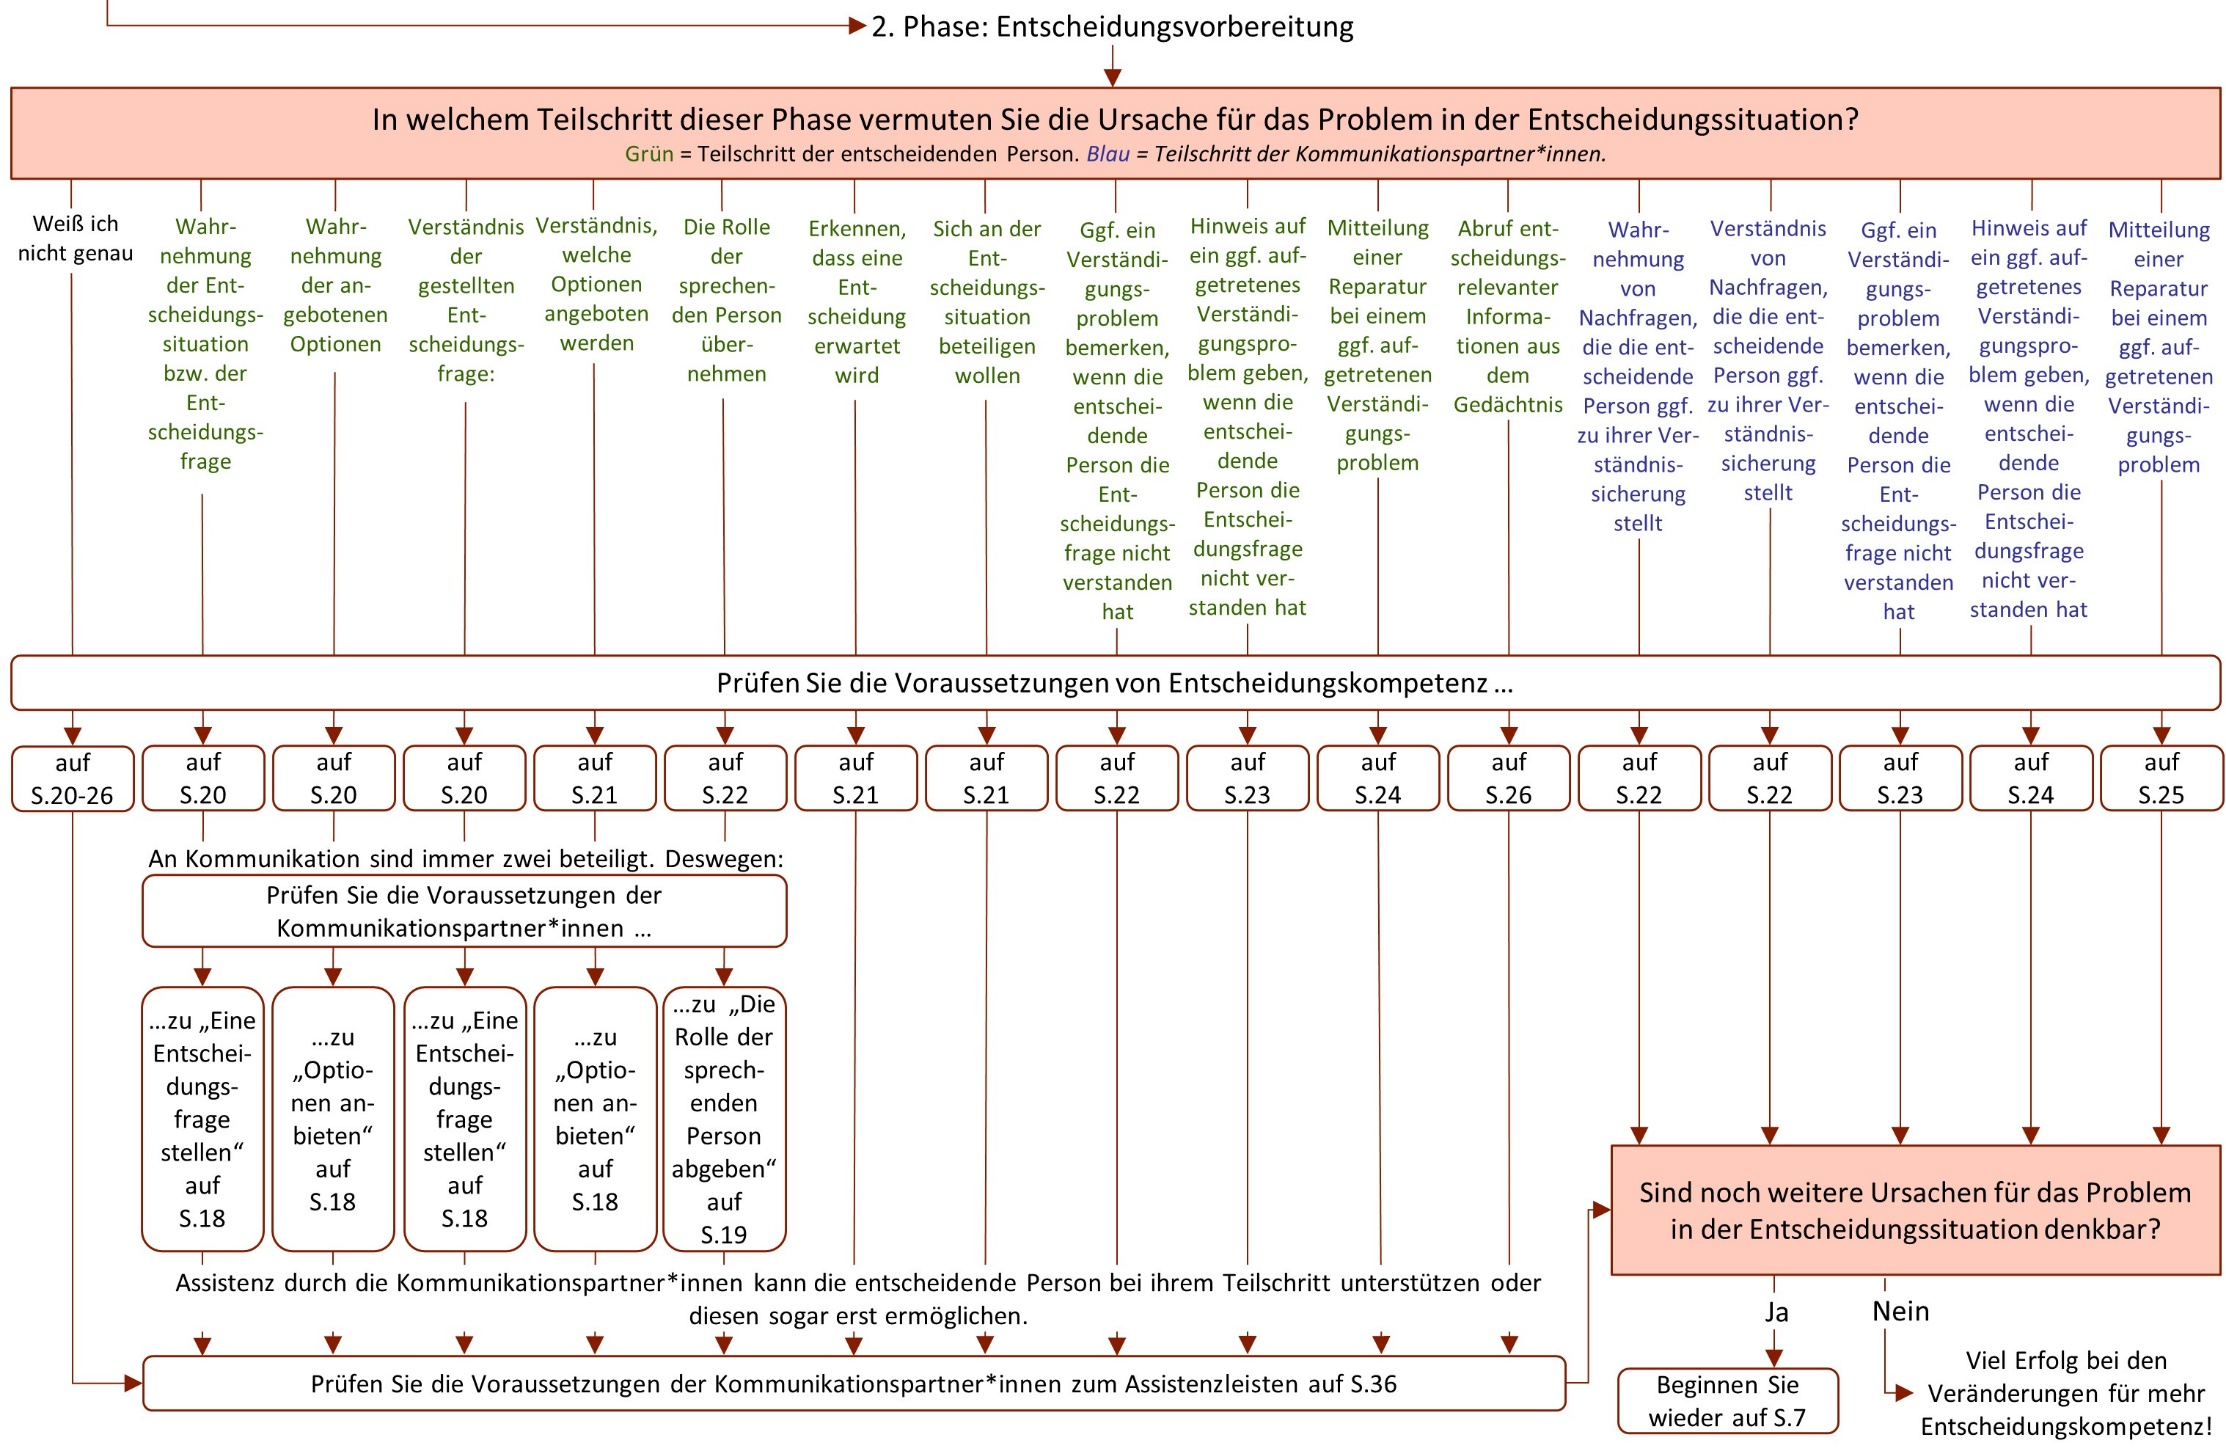 2. Phase: Entscheidungsvorbereitung
In welchem Teilschritt dieser Phase vermuten Sie die Ursache für das Problem in der Entscheidungssituation?
Grün = Teilschritt der entscheidenden Person. Blau = Teilschritt der Kommunikationspartner*innen.
Weiß ich
nicht genau
Wahr-
nehmung
der Ent-
scheidungs-
situation
bzw. der
Ent-
scheidungs-
frage
Wahr-
nehmung
der an-
gebotenen
Optionen
Verständnis
der
gestellten
Ent-
scheidungs-
frage:
Verständnis,
welche
Optionen
angeboten
werden
Die Rolle
der
sprechen-
den Person
über-
nehmen
Erkennen,
dass eine
Ent-
scheidung
erwartet
wird
Sich an der
Ent-
scheidungs-
situation
beteiligen
wollen
Ggf. ein
Verständi-
gungs-
problem
bemerken,
wenn die
entschei-
dende
Person die
Ent-
scheidungs-
frage nicht
verstanden
hat
Hinweis auf
ein ggf. auf-
getretenes
Verständi-
gungspro-
blem geben,
wenn die
entschei-
dende
Person die
Entschei-
dungsfrage
nicht ver-
standen hat
Mitteilung
einer
Reparatur
bei einem
ggf. auf-
getretenen
Verständi-
gungs-
problem
Abruf ent-
scheidungs-
relevanter
Informa-
tionen aus
dem
Gedächtnis
Wahr-
nehmung
von
Nachfragen,
die die ent-
scheidende
Person ggf.
zu ihrer Ver-
ständnis-
sicherung
stellt
Verständnis
von
Nachfragen,
die die ent-
scheidende
Person ggf.
zu ihrer Ver-
ständnis-
sicherung
stellt
Ggf. ein
Verständi-
gungs-
problem
bemerken,
wenn die
entschei-
dende
Person die
Ent-
scheidungs-
frage nicht
verstanden
hat
Hinweis auf
ein ggf. auf-
getretenes
Verständi-
gungspro-
blem geben,
wenn die
entschei-
dende
Person die
Entschei-
dungsfrage
nicht ver-
standen hat
Mitteilung
einer
Reparatur
bei einem
ggf. auf-
getretenen
Verständi-
gungs-
problem
Prüfen Sie die Voraussetzungen von Entscheidungskompetenz ...
auf
S.20-26
auf
S.20
auf
S.20
auf
S.20
auf
S.21
auf
S.22
auf
S.21
auf
S.21
auf
S.22
auf
S.23
auf
S.24
auf
S.26
auf
S.22
auf
S.22
auf
S.23
auf
S.24
auf
S.25
An Kommunikation sind immer zwei beteiligt. Deswegen:
Prüfen Sie die Voraussetzungen der
Kommunikationspartner*innen ...
...zu „Eine
Entschei-
dungs-
frage
stellen“
auf
S.18
...zu
„Optio-
nen an-
bieten“
auf
S.18
...zu „Eine
Entschei-
dungs-
frage
stellen“
auf
S.18
...zu
„Optio-
nen an-
bieten“
auf
S.18
...zu „Die
Rolle der
sprech-
enden
Person
abgeben“
auf
S.19
Assistenz durch die Kommunikationspartner*innen kann die entscheidende Person bei ihrem Teilschritt unterstützen oder
diesen sogar erst ermöglichen.
Prüfen Sie die Voraussetzungen der Kommunikationspartner*innen zum Assistenzleisten auf S.36
Sind noch weitere Ursachen für das Problem
in der Entscheidungssituation denkbar?
Ja
Nein
Beginnen Sie
wieder auf S.7
Viel Erfolg bei den
Veränderungen für mehr
Entscheidungskompetenz!